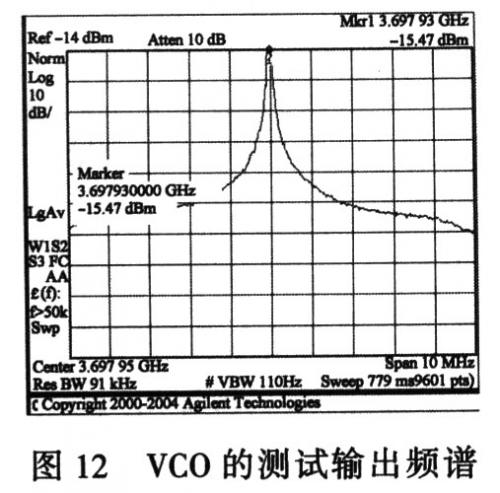 Mkr1 3.697 93 GHz
Ref -14 dBm Atten 10 dB -15.47 dBm
Norm
Log
10
dB/
Marker
3.697930000 GHz
-15.47 dBm
LgAv
W1S2
S3 FC
AA
£(f):
f>50k
Swp
Center 3.697 95 GHz Span 10 MHz
Res BW 91 kHz # VBW 110Hz Sweep 779 ms9601 pts)
Copyright 2000-2004 Agilent Technologies
图 12 VCO 的测试输出频谱